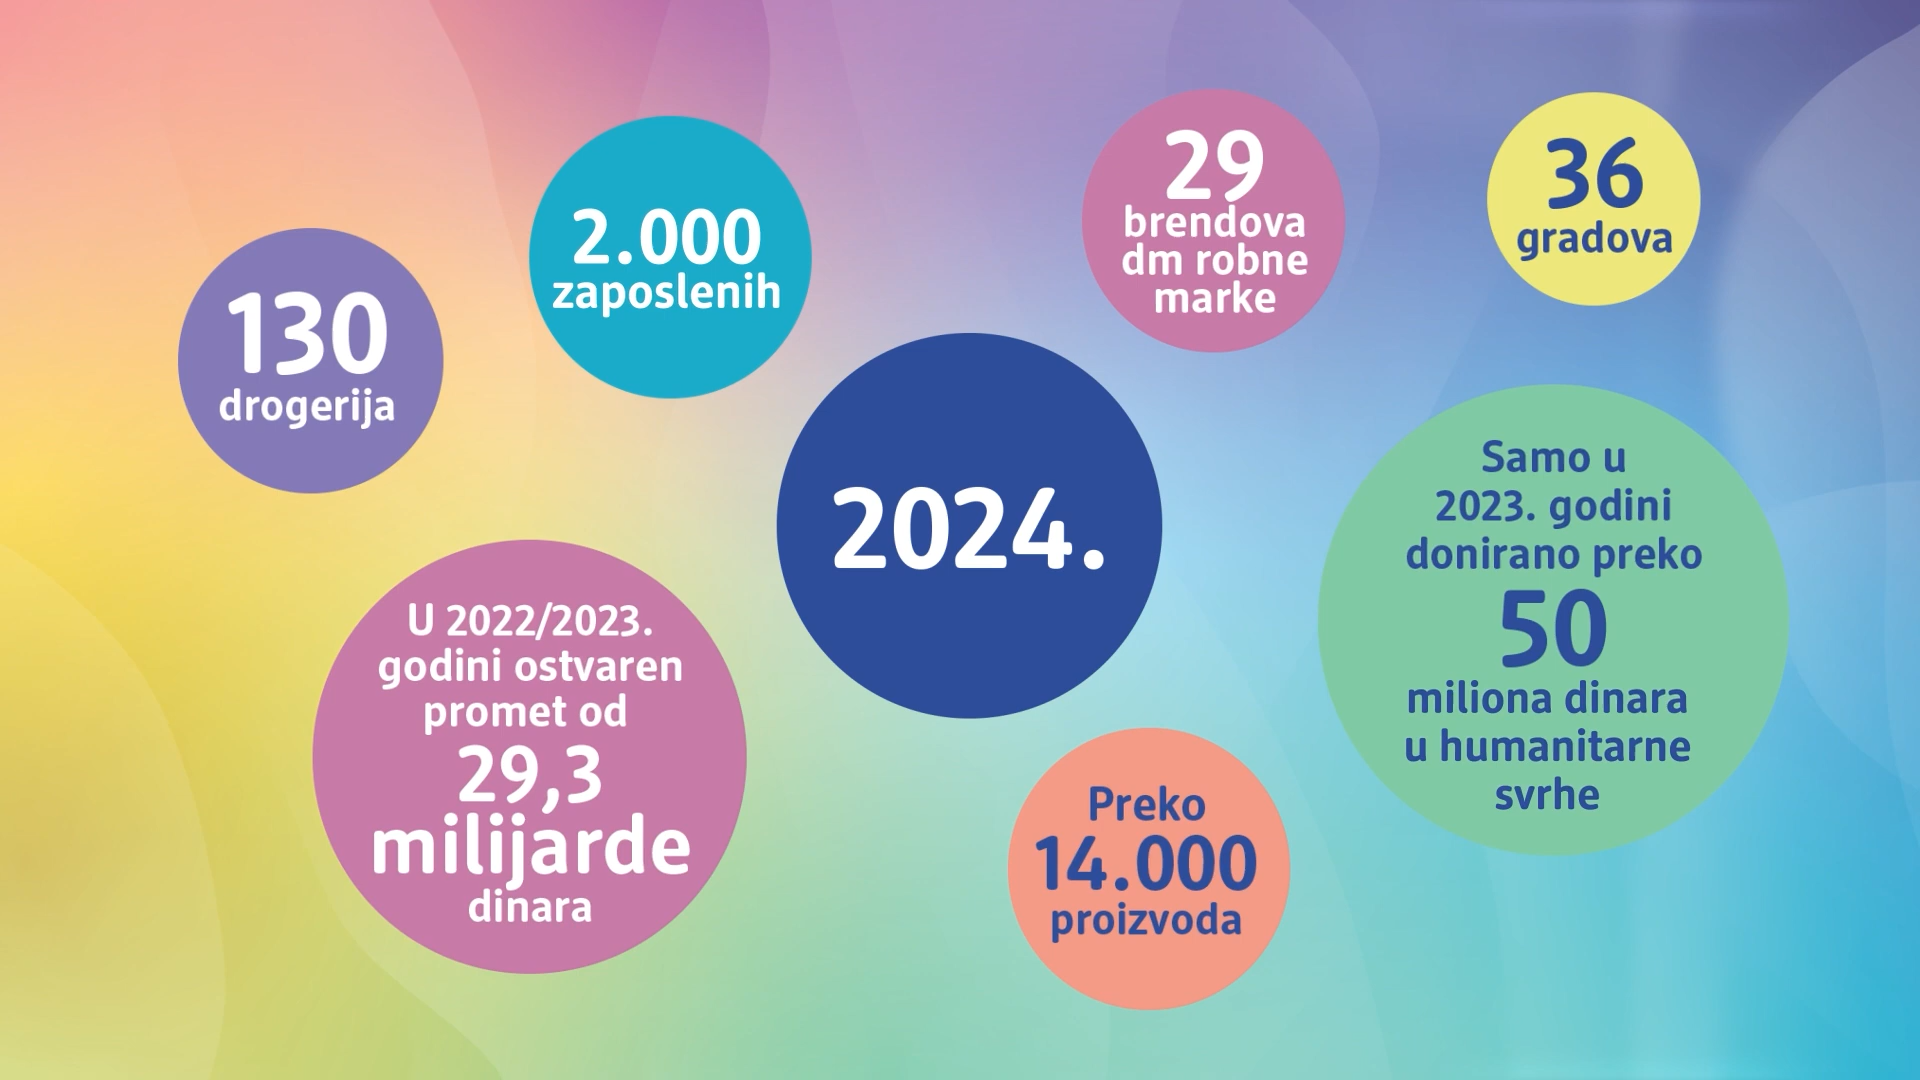 130
drogerija
2.000
zaposlenih
29
brendova
dm robne
marke
36
gradova
2024.
U 2022/2023.
godini ostvaren
promet od
29,3
milijarde
dinara
Preko
14.000
proizvoda
Samo u
2023. godini
donirano preko
50
miliona dinara
u humanitarne
svrhe